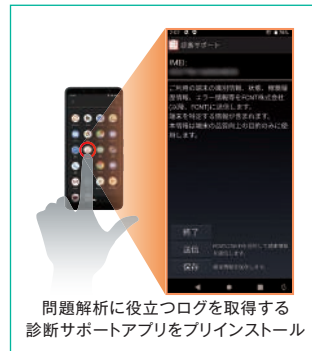 診断サポート
IMEI:
ご利用の端末の識別情報、状態、稼働履
歴情報、エラー情報等をFCNT株式会社
(以降、FCNT)に送信します。
端末を特定する情報が含まれます。
本情報は端末の品質向上の目的のみに使
用します。
終了
送信
保存
問題解析に役立つログを取得する
診断サポートアプリをプリインストール